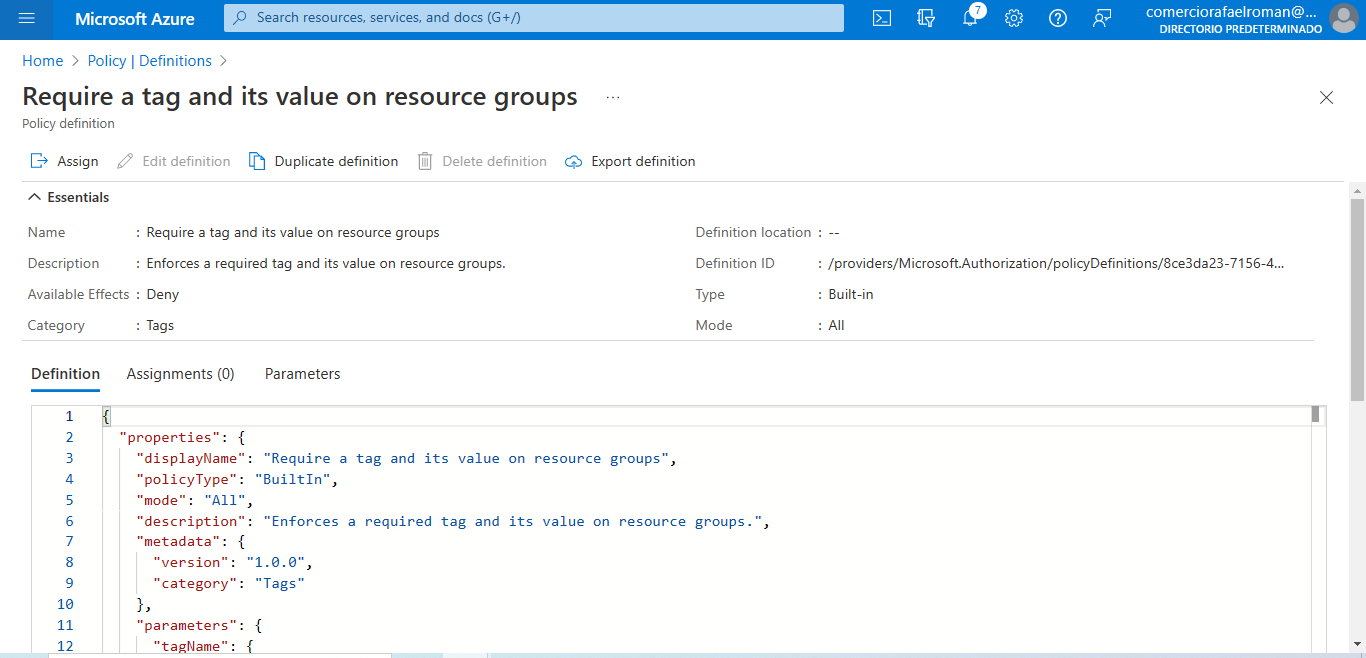 Microsoft Azure
Search resources, services, and docs (G+/)
7
comerciorafaelroman@...
DIRECTORIO PREDETERMINADO
Home > Policy | Definitions >
Require a tag and its value on resource groups ...
Policy definition
Assign Edit definition Duplicate definition Delete definition Export definition
Essentials
Name : Require a tag and its value on resource groups
Definition location : --
Description : Enforces a required tag and its value on resource groups.
Definition ID : /providers/Microsoft.Authorization/policyDefinitions/8ce3da23-7156-4...
Available Effects : Deny
Type : Built-in
Category : Tags
Mode : All
Definition Assignments (0) Parameters
1 {
2 "properties": {
3 "displayName": "Require a tag and its value on resource groups",
4 "policyType": "BuiltIn",
5 "mode": "All",
6 "description": "Enforces a required tag and its value on resource groups.",
7 "metadata": {
8 "version": "1.0.0",
9 "category": "Tags"
10 },
11 "parameters": {
12 "tagName": {